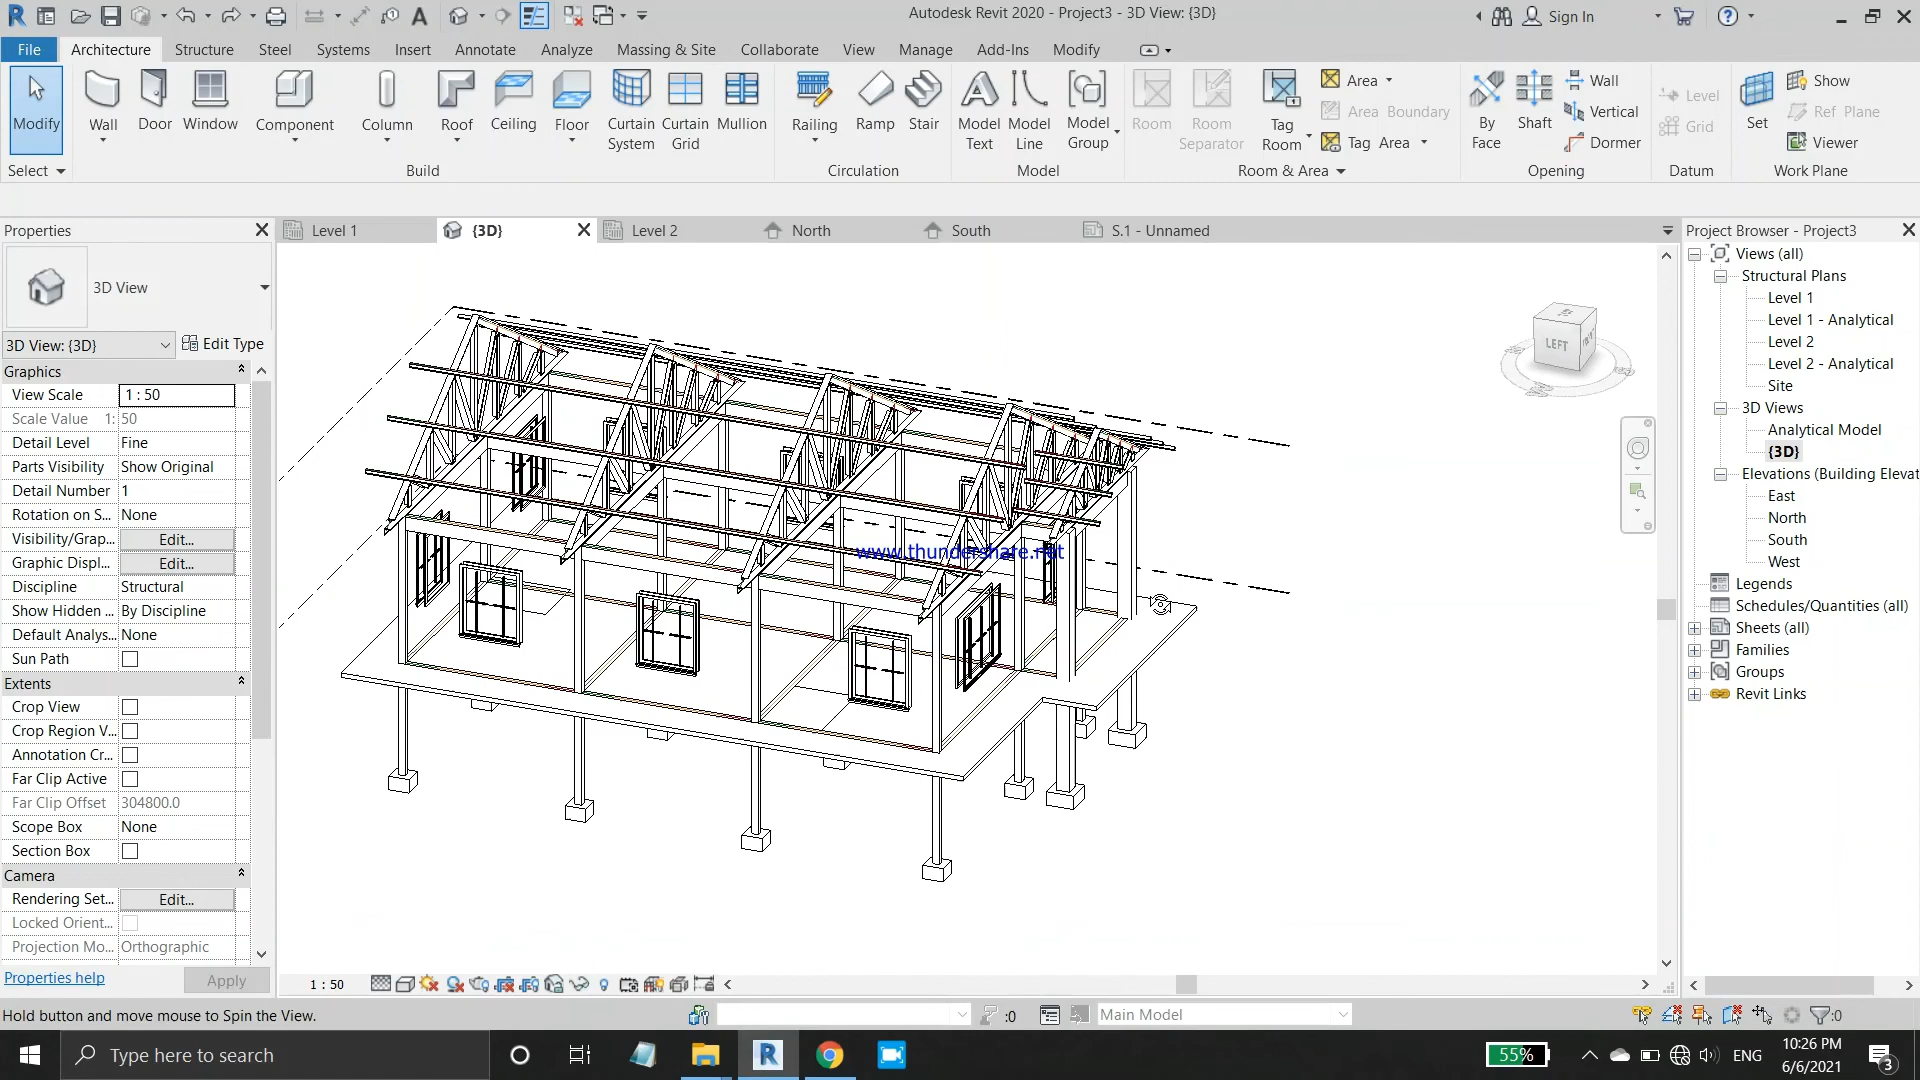 Autodesk Revit 2020 - Project3 - 3D View: {3D}
Sign In
File
Architecture
Structure
Steel
Systems
Insert
Annotate
Analyze
Massing & Site
Collaborate
View
Manage
Add-Ins
Modify
Modify
Wall
Door
Window
Component
Column
Roof
Ceiling
Floor
Curtain System
Curtain Grid
Mullion
Railing
Ramp
Stair
Model Text
Model Line
Model Group
Room
Room Separator
Tag Room
Area
Area Boundary
Tag Area
By Face
Shaft
Wall
Vertical
Dormer
Level
Grid
Set
Show
Ref Plane
Viewer
Select
Build
Circulation
Model
Room & Area
Opening
Datum
Work Plane
Properties
3D View
3D View: {3D}
Edit Type
Graphics
View Scale 1 : 50
Scale Value 1: 50
Detail Level Fine
Parts Visibility Show Original
Detail Number 1
Rotation on S... None
Visibility/Grap... Edit...
Graphic Displ... Edit...
Discipline Structural
Show Hidden ... By Discipline
Default Analys... None
Sun Path
Extents
Crop View
Crop Region V...
Annotation Cr...
Far Clip Active
Far Clip Offset 304800.0
Scope Box None
Section Box
Camera
Rendering Set... Edit...
Locked Orient...
Projection Mo... Orthographic
Properties help
Apply
Level 1
{3D}
Level 2
North
South
S.1 - Unnamed
LEFT
www.thundershare.net
1 : 50
Project Browser - Project3
Views (all)
Structural Plans
Level 1
Level 1 - Analytical
Level 2
Level 2 - Analytical
Site
3D Views
Analytical Model
{3D}
Elevations (Building Elevat
East
North
South
West
Legends
Schedules/Quantities (all)
Sheets (all)
Families
Groups
Revit Links
Hold button and move mouse to Spin the View.
:0
Main Model
:0
Type here to search
55%
ENG
10:26 PM
6/6/2021
3